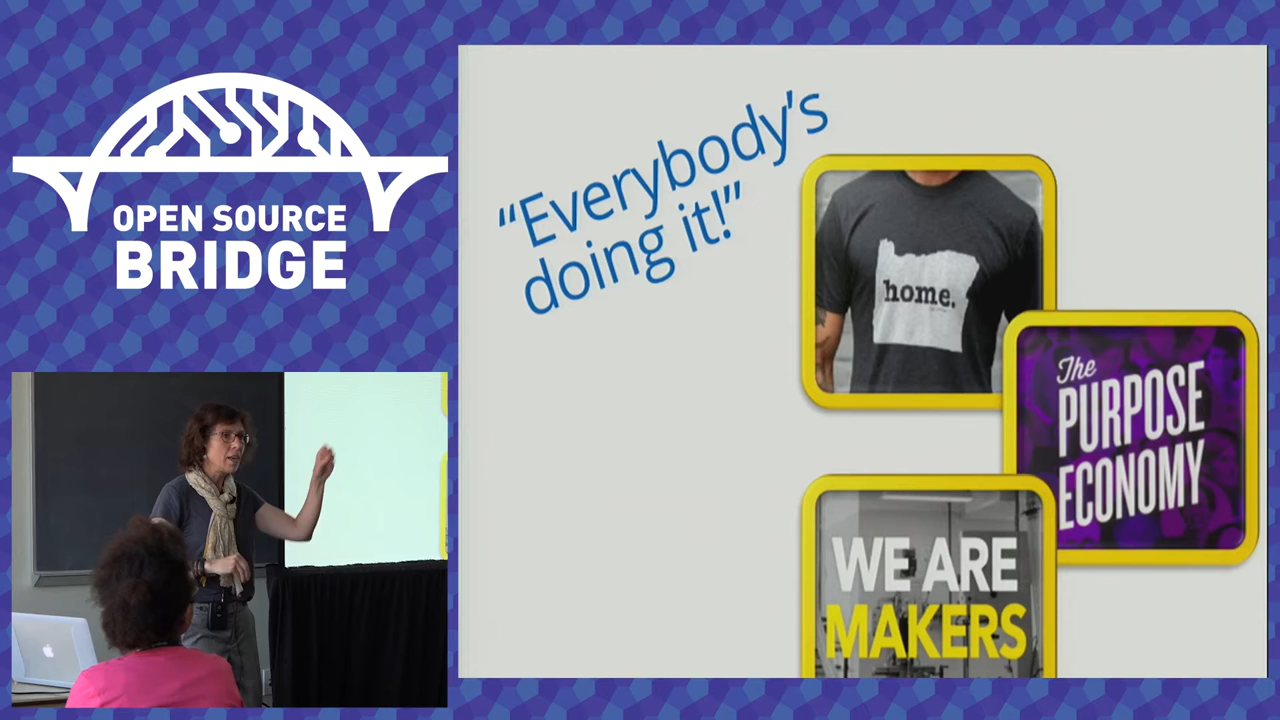 OPEN SOURCE
BRIDGE
“Everybody’s
doing it!”
home.
The
PURPOSE
ECONOMY
WE ARE
MAKERS